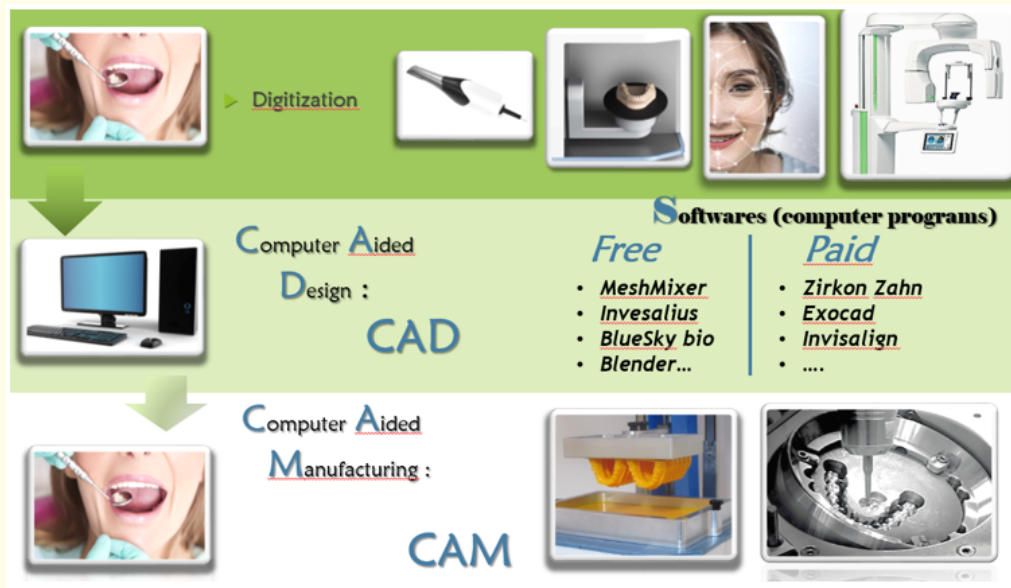 Digitization
Softwares (computer programs)
Computer Aided
Design :
CAD
Free
• MeshMixer
• Invesalius
• BlueSky bio
• Blender...
Paid
• Zirkon Zahn
• Exocad
• Invisalign
• ....
Computer Aided
Manufacturing :
CAM